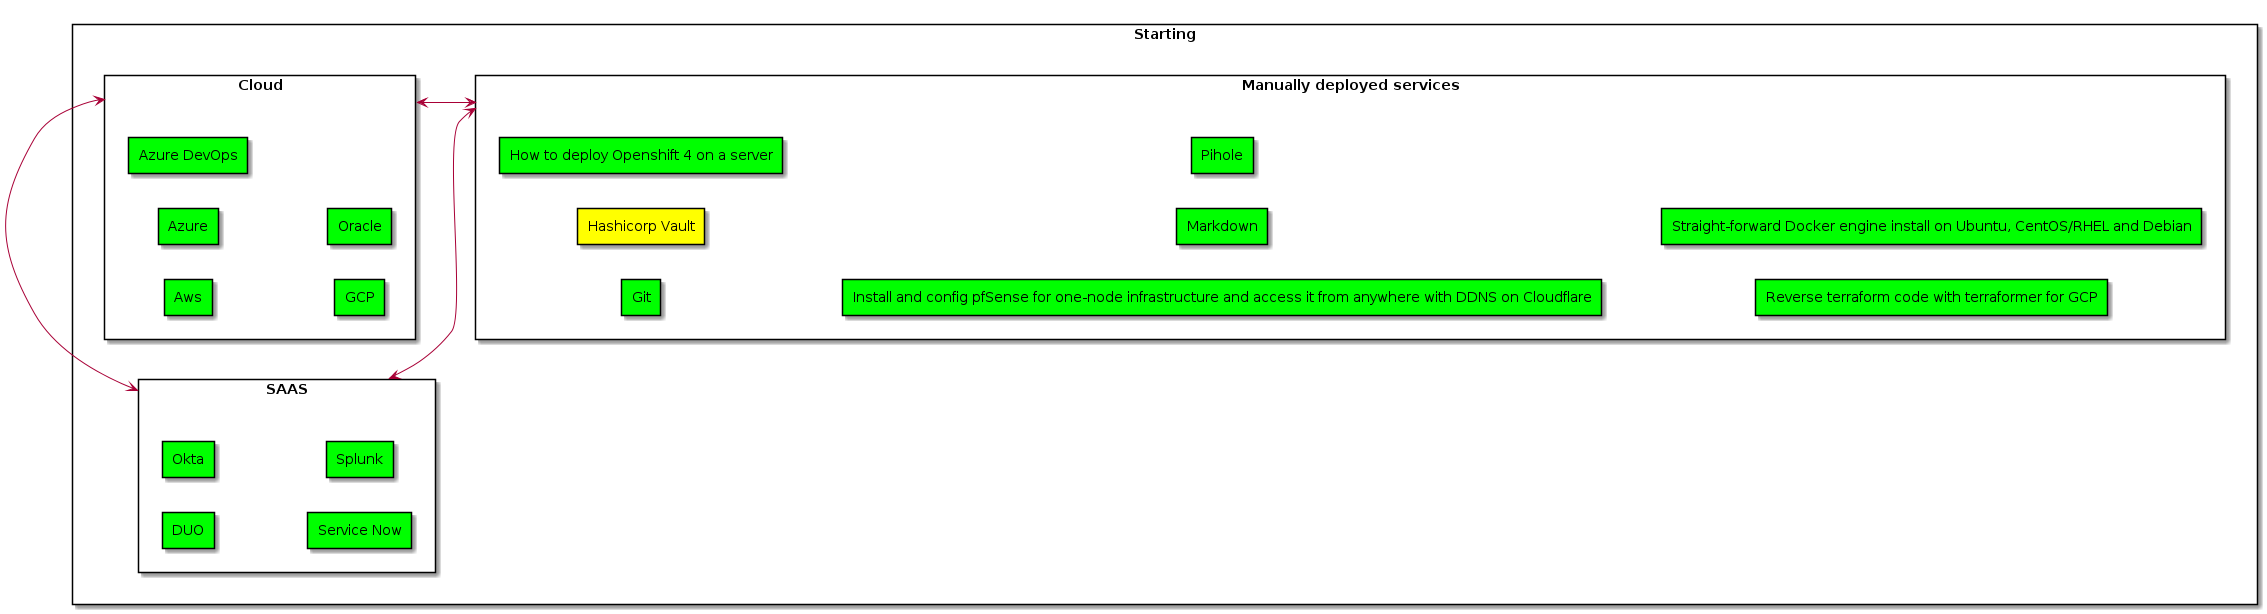 Starting
Cloud
Azure DevOps
Azure
Oracle
Aws
GCP
Manually deployed services
How to deploy Openshift 4 on a server
Pihole
Hashicorp Vault
Markdown
Straight-forward Docker engine install on Ubuntu, CentOS/RHEL and Debian
Git
Install and config pfSense for one-node infrastructure and access it from anywhere with DDNS on Cloudflare
Reverse terraform code with terraformer for GCP
SAAS
Okta
Splunk
DUO
Service Now